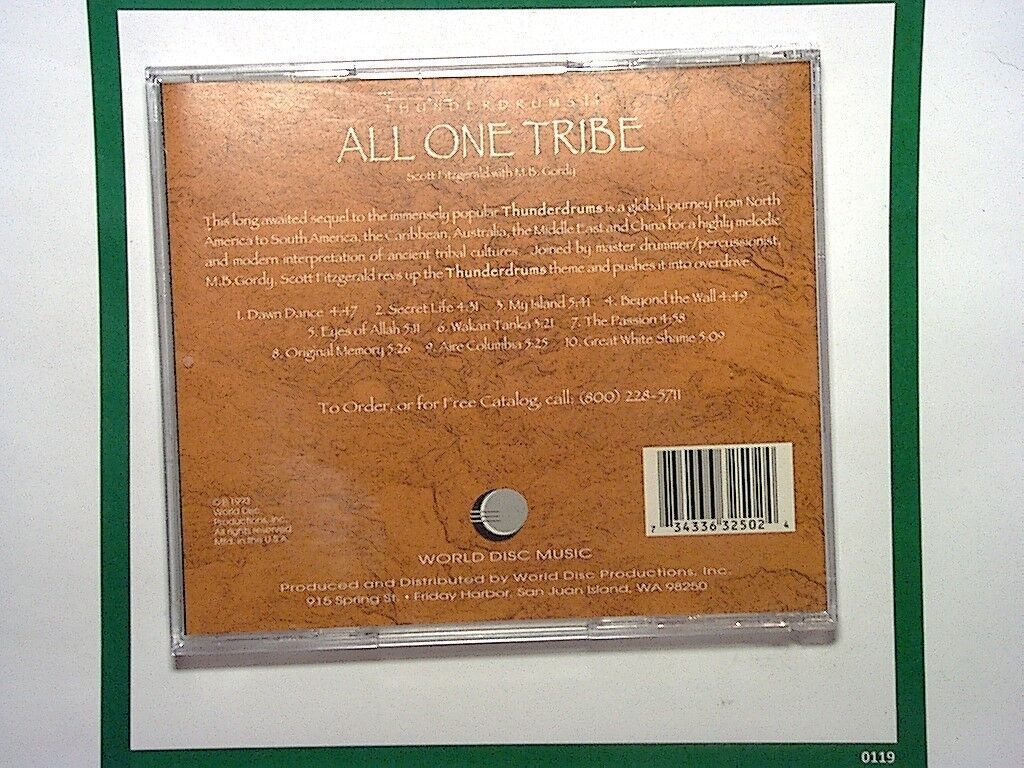 THUNDERDRUMS II
ALL ONE TRIBE
Scott Fitzgerald with M.B. Gordy
This long awaited sequel to the immensely popular Thunderdrums is a global journey from North
America to South America, the Caribbean, Australia, the Middle East and China for a highly melodic
and modern interpretation of ancient tribal cultures. Joined by master drummer/percussionist,
M.B.Gordy, Scott Fitzgerald revs up the Thunderdrums theme and pushes it into overdrive.
1. Dawn Dance 4:47 2. Secret Life 4:31 3. My Island 5:41 4. Beyond the Wall 4:49
5. Eyes of Allah 5:11 6. Wakan Tanka 5:21 7. The Passion 4:58
8. Original Memory 5:26 9. Aire Columbia 5:25 10. Great White Shame 5:09
To Order, or for Free Catalog, call: (800) 228-5711
©℗ 1993
World Disc
Productions, Inc.
All rights reserved
Mfd. in the U.S.A.
7 34336 32502 4
WORLD DISC MUSIC
Produced and Distributed by World Disc Productions, Inc.
915 Spring St. • Friday Harbor, San Juan Island, WA 98250
0119